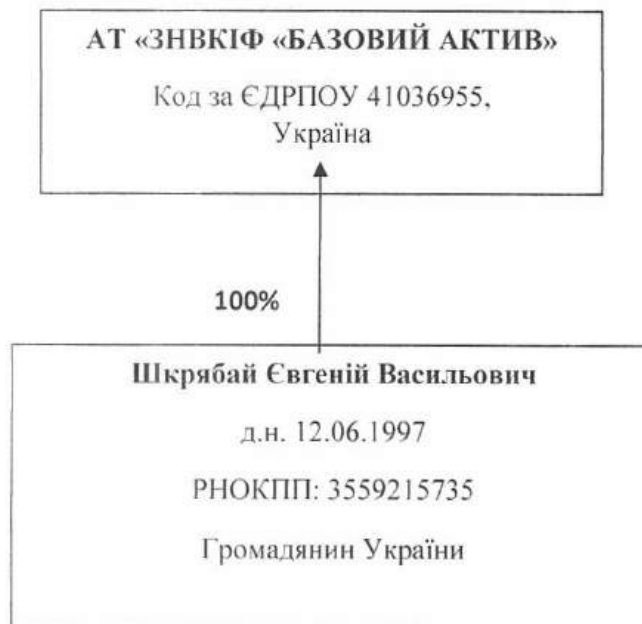 АТ «ЗНВКІФ «БАЗОВИЙ АКТИВ»
Код за ЄДРПОУ 41036955,
Україна
100%
Шкрябай Євгеній Васильович
д.н. 12.06.1997
РНОКПП: 3559215735
Громадянин України